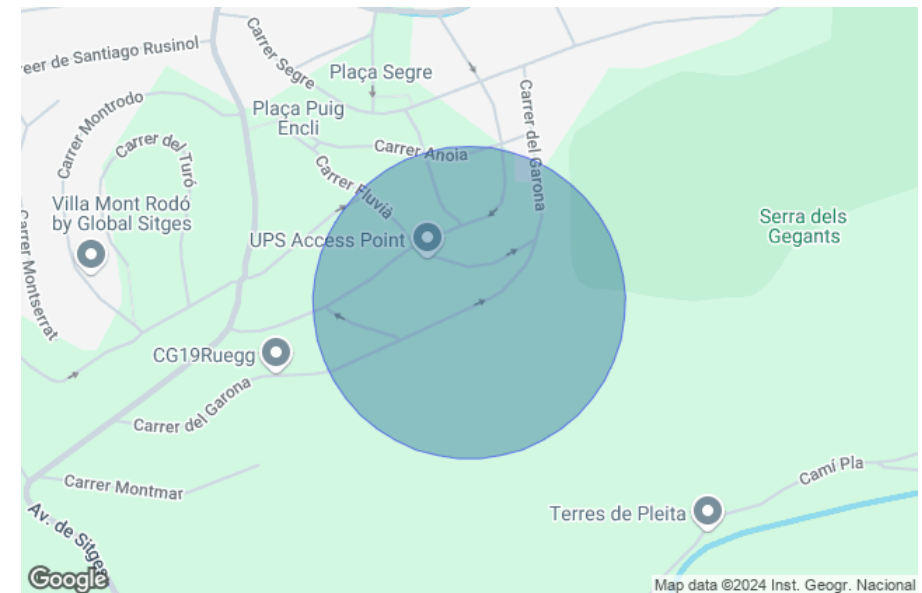 reer de Santiago Rusinol
Carrer Segre
Plaça Segre
Carrer Montrodo
Plaça Puig
Encli
Carrer del Garona
Carrer del Turó
Carrer Anoia
Carrer Fluvià
Villa Mont Rodó
by Global Sitges
UPS Access Point
Serra dels
Gegants
Carrer Montserrat
CG19Ruegg
Carrer del Garona
Carrer Montmar
Camí Pla
Av. de Sitges
Terres de Pleita
Google
Map data ©2024 Inst. Geogr. Nacional